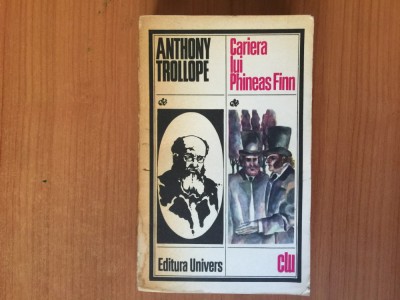 ANTHONY
TROLLOPE
Cariera
lui
Phineas Finn
Editura Univers
clu